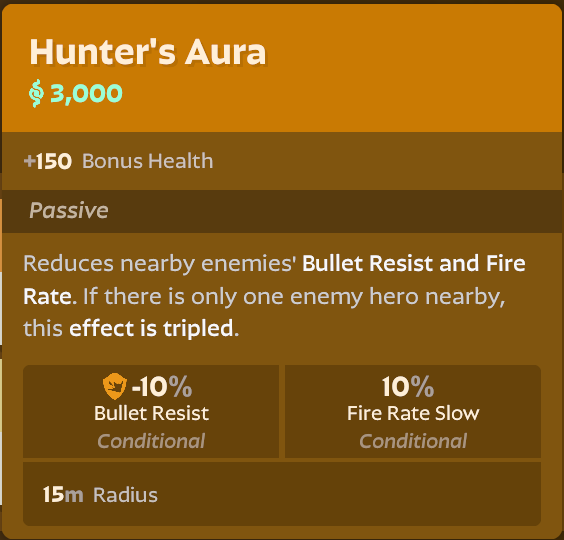 Hunter's Aura
3,000
+150 Bonus Health
Passive
Reduces nearby enemies' Bullet Resist and Fire
Rate. If there is only one enemy hero nearby,
this effect is tripled.
-10% 10%
Bullet Resist Fire Rate Slow
Conditional Conditional
15m Radius